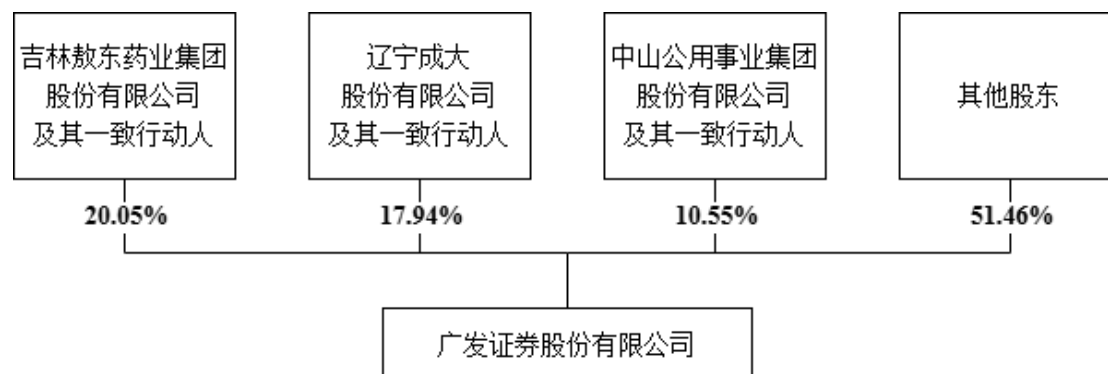 吉林敖东药业集团
股份有限公司
及其一致行动人
辽宁成大
股份有限公司
及其一致行动人
中山公用事业集团
股份有限公司
及其一致行动人
其他股东
20.05%
17.94%
10.55%
51.46%
广发证券股份有限公司